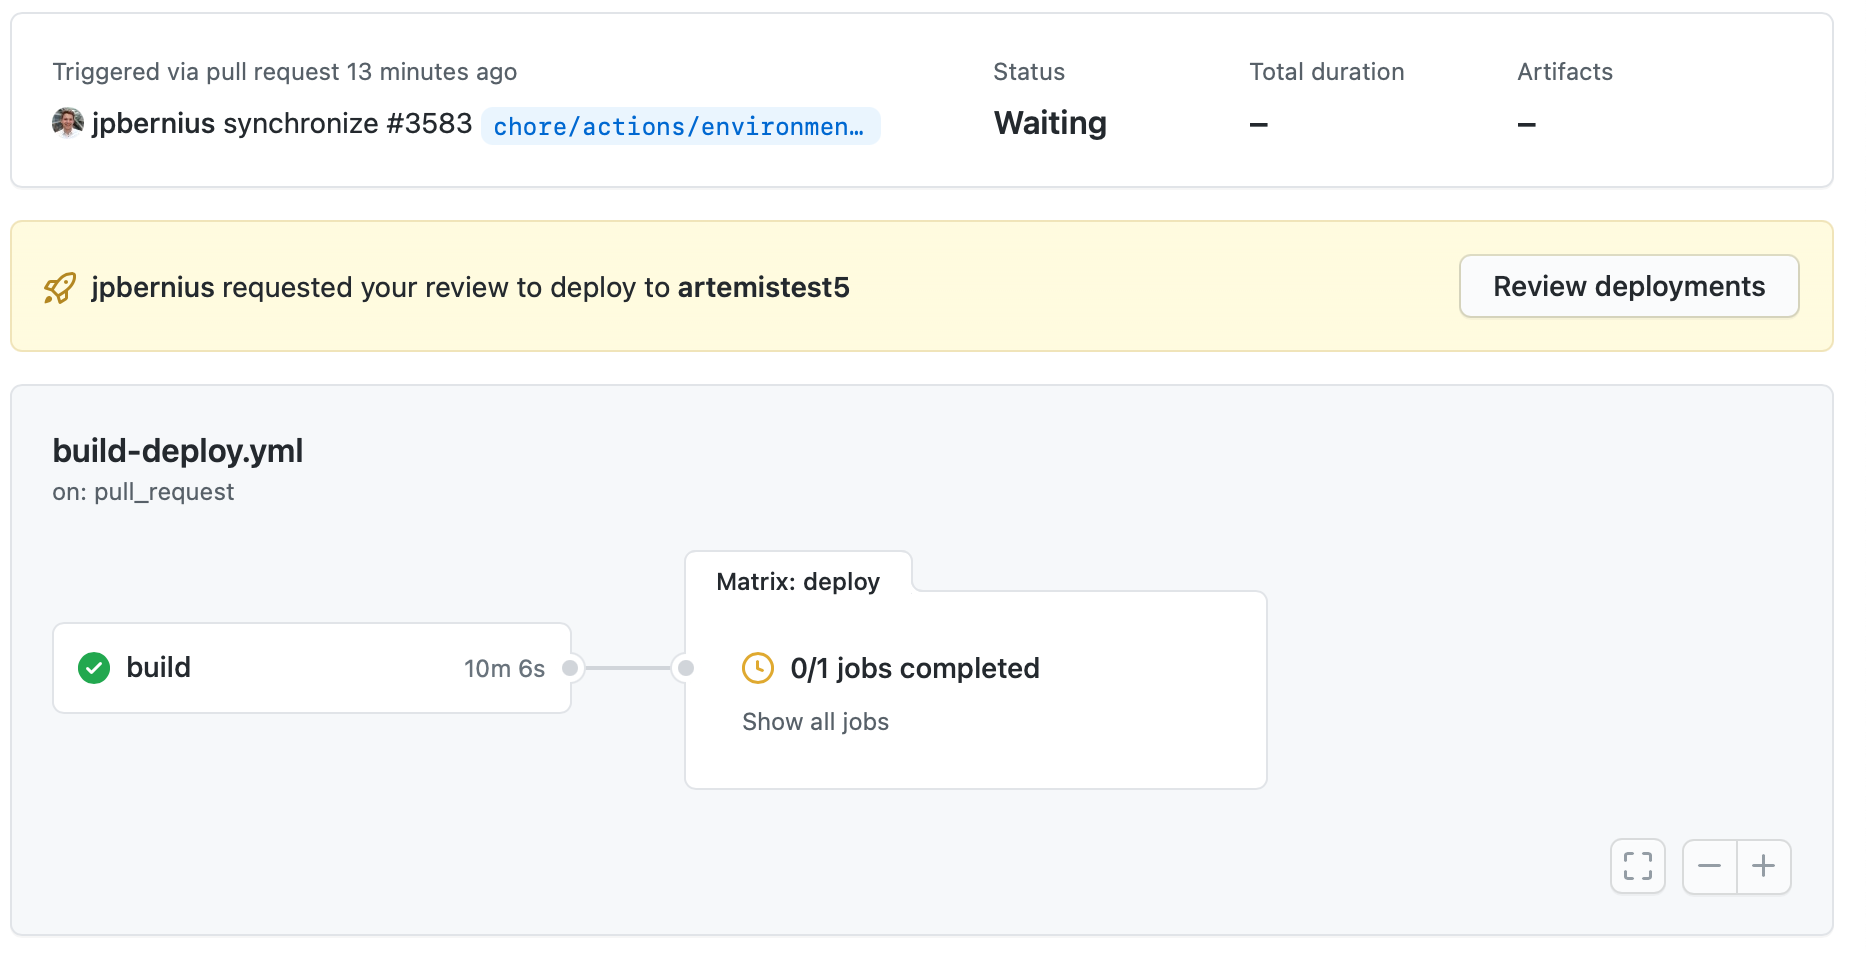 Triggered via pull request 13 minutes ago
jpbernius synchronize #3583 chore/actions/environmen…
Status
Waiting
Total duration
–
Artifacts
–
jpbernius requested your review to deploy to artemistest5
Review deployments
build-deploy.yml
on: pull_request
Matrix: deploy
build 10m 6s
0/1 jobs completed
Show all jobs